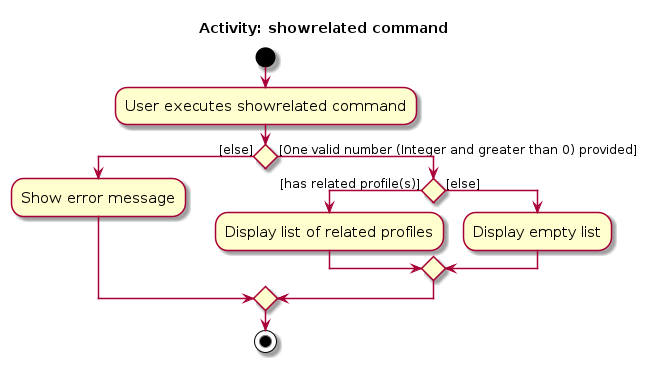 Activity: showrelated command
User executes showrelated command
[else]
[One valid number (Integer and greater than 0) provided]
Show error message
[has related profile(s)]
[else]
Display list of related profiles
Display empty list